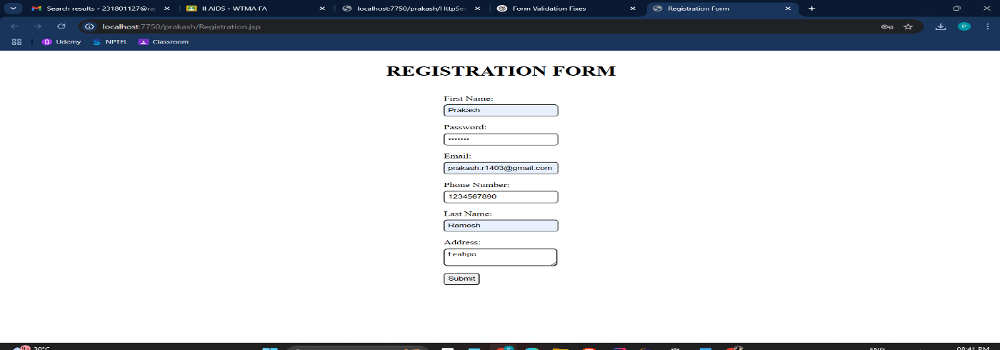 Search results - 231801127@ra
II AIDS - WTMA FA
localhost:7750/prakash/HttpSe
Form Validation Fixes
Registration Form
localhost:7750/prakash/Registration.jsp
P
Udemy
NPTEL
Classroom
REGISTRATION FORM
First Name:
Prakash
Password:
•••••••
Email:
prakash.r1403@gmail.com
Phone Number:
1234567890
Last Name:
Ramesh
Address:
teahpo
Submit
30°C
ENG
08:41 PM